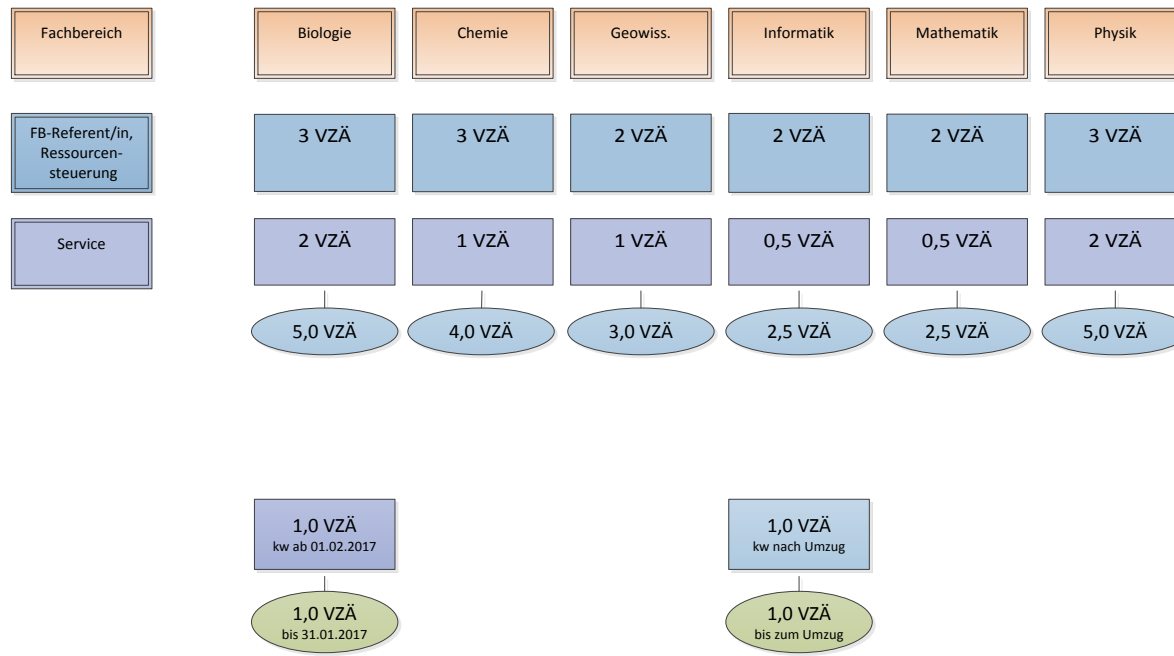 Fachbereich
Biologie
Chemie
Geowiss.
Informatik
Mathematik
Physik
FB-Referent/in,
Ressourcen-
steuerung
3 VZÄ
3 VZÄ
2 VZÄ
2 VZÄ
2 VZÄ
3 VZÄ
Service
2 VZÄ
1 VZÄ
1 VZÄ
0,5 VZÄ
0,5 VZÄ
2 VZÄ
5,0 VZÄ
4,0 VZÄ
3,0 VZÄ
2,5 VZÄ
2,5 VZÄ
5,0 VZÄ
1,0 VZÄ
kw ab 01.02.2017
1,0 VZÄ
kw nach Umzug
1,0 VZÄ
bis 31.01.2017
1,0 VZÄ
bis zum Umzug